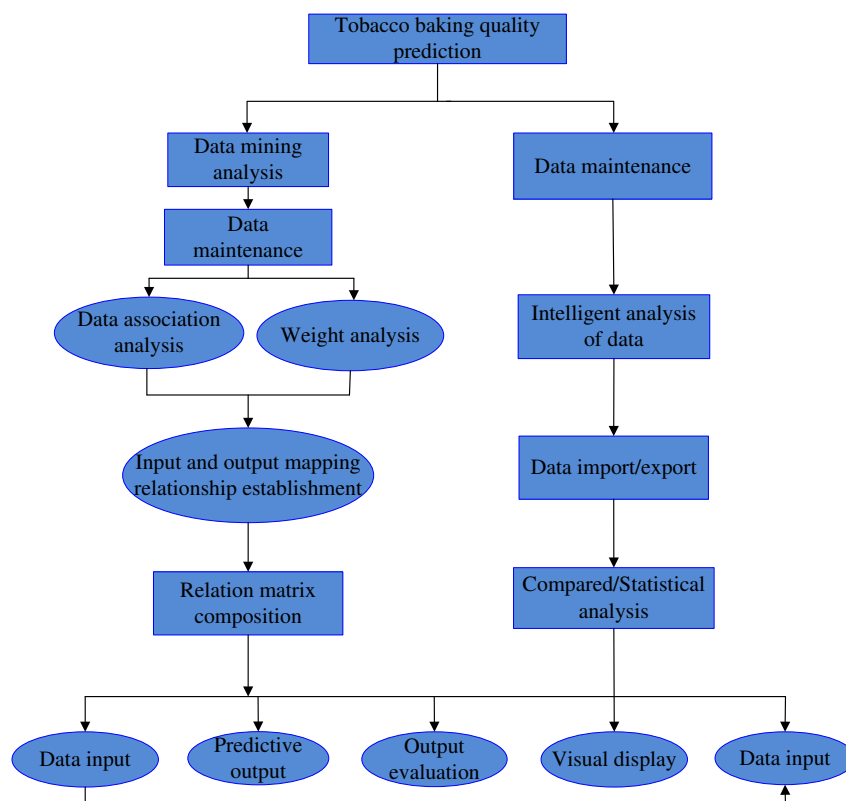 Tobacco baking quality
prediction
Data mining
analysis
Data maintenance
Data
maintenance
Data association
analysis
Weight analysis
Intelligent analysis
of data
Input and output mapping
relationship establishment
Data import/export
Relation matrix
composition
Compared/Statistical
analysis
Data input
Predictive
output
Output
evaluation
Visual display
Data input